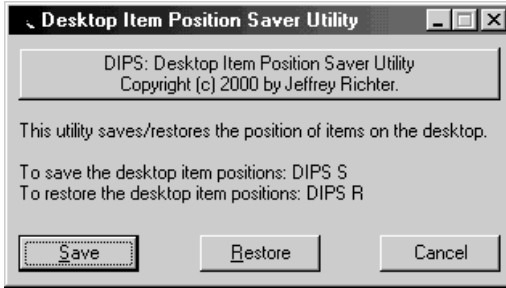 Desktop Item Position Saver Utility
DIPS: Desktop Item Position Saver Utility
Copyright (c) 2000 by Jeffrey Richter.
This utility saves/restores the position of items on the desktop.
To save the desktop item positions: DIPS S
To restore the desktop item positions: DIPS R
Save Restore Cancel